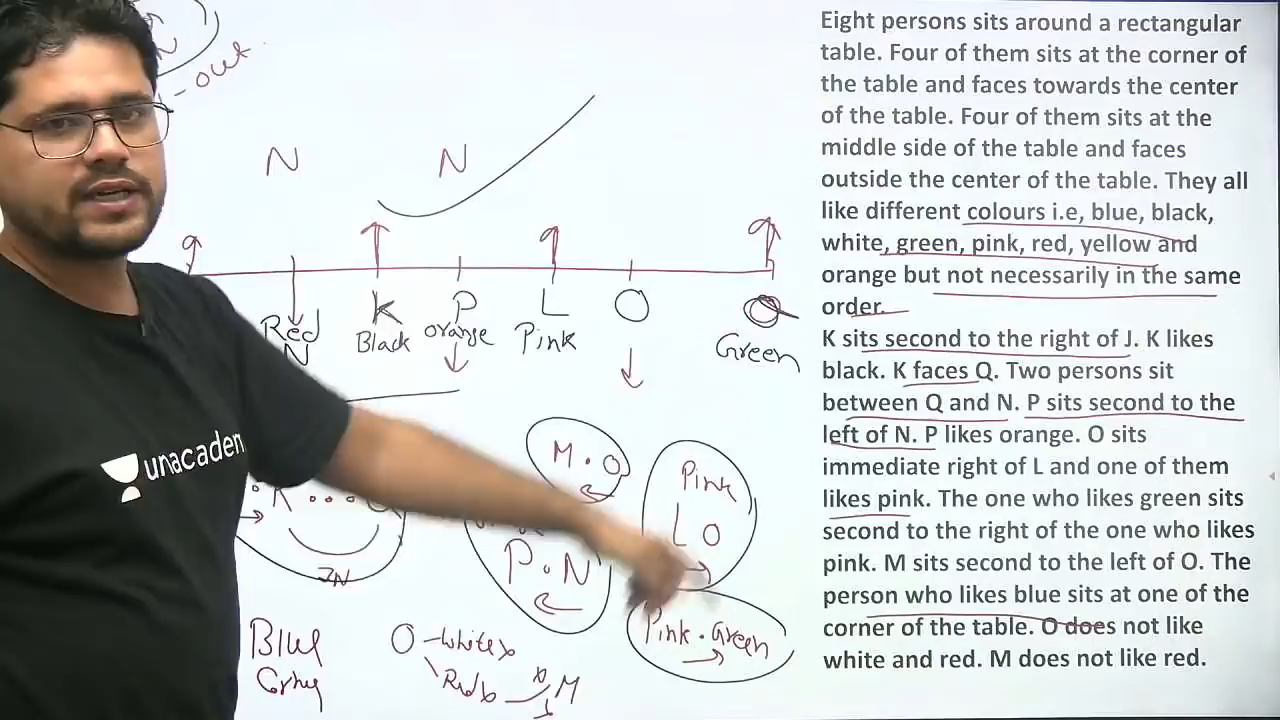 Eight persons sits around a rectangular
table. Four of them sits at the corner of
the table and faces towards the center
of the table. Four of them sits at the
middle side of the table and faces
outside the center of the table. They all
like different colours i.e, blue, black,
white, green, pink, red, yellow and
orange but not necessarily in the same
order.
K sits second to the right of J. K likes
black. K faces Q. Two persons sit
between Q and N. P sits second to the
left of N. P likes orange. O sits
immediate right of L and one of them
likes pink. The one who likes green sits
second to the right of the one who likes
pink. M sits second to the left of O. The
person who likes blue sits at one of the
corner of the table. O does not like
white and red. M does not like red.
N
-out
N N
K P L O Q
Red Black orange Pink Green
N
M . O
Pink
L O
K ...
P . N
2N
Pink . Green
Blue
O - white x
Red
M
unacadem